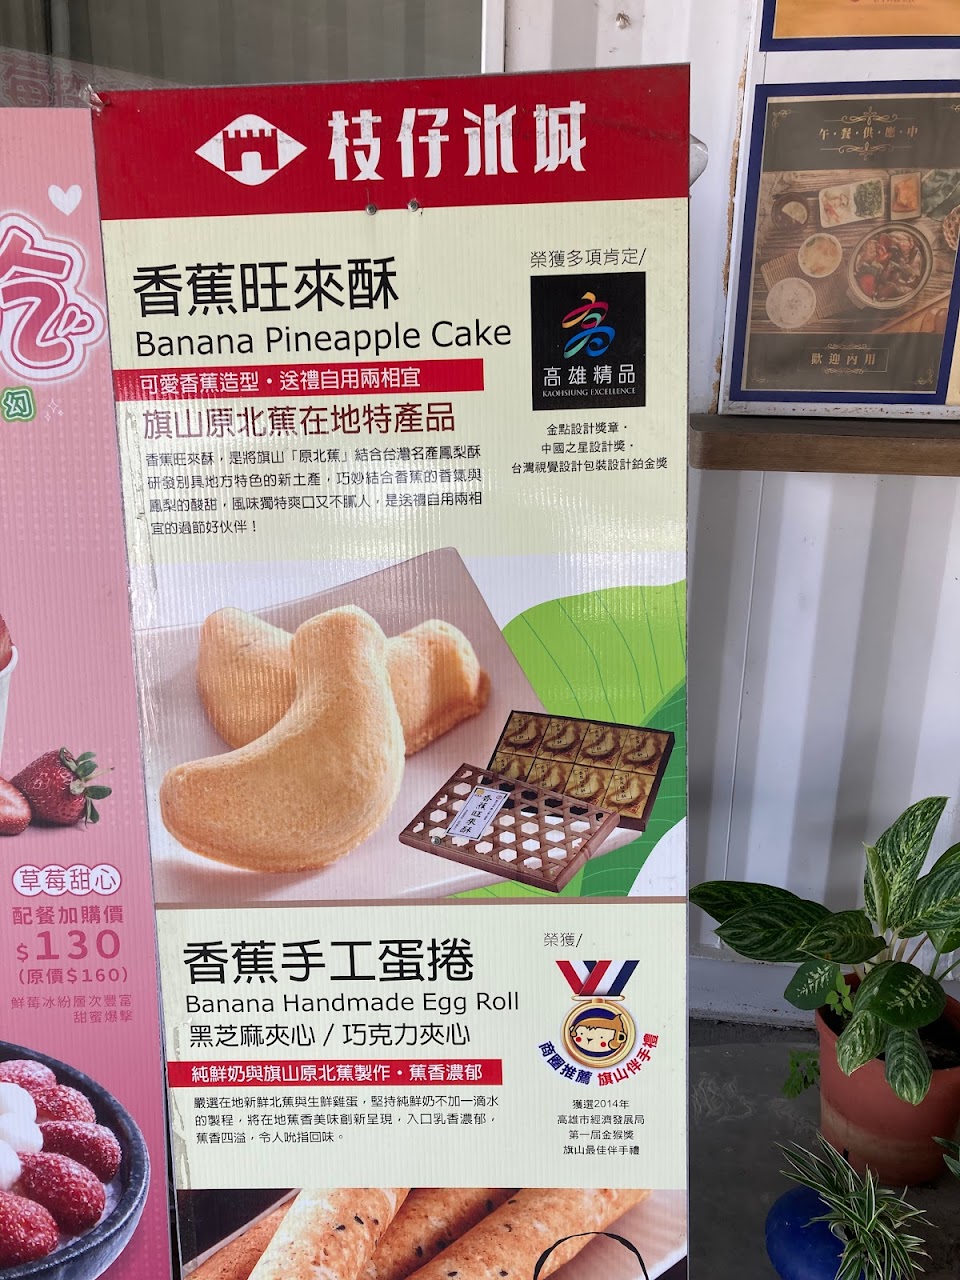 枝仔冰城
香蕉旺來酥
Banana Pineapple Cake
可愛香蕉造型・送禮自用兩相宜
旗山原北蕉在地特產品
香蕉旺來酥，是將旗山「原北蕉」結合台灣名產鳳梨酥
研發別具地方特色的新土產，巧妙結合香蕉的香氣與
鳳梨的酸甜，風味獨特爽口又不膩人，是送禮自用兩相
宜的過節好伙伴！
榮獲多項肯定/
高雄精品
KAOHSIUNG EXCELLENCE
金點設計獎章・
中國之星設計獎・
台灣視覺設計包裝設計鉑金獎
香蕉旺來酥
香蕉手工蛋捲
Banana Handmade Egg Roll
黑芝麻夾心 / 巧克力夾心
純鮮奶與旗山原北蕉製作・蕉香濃郁
嚴選在地新鮮北蕉與生鮮雞蛋，堅持純鮮奶不加一滴水
的製程，將在地蕉香美味創新呈現，入口乳香濃郁，
蕉香四溢，令人吮指回味。
榮獲/
商圈推薦 旗山伴手禮
獲選2014年
高雄市經濟發展局
第一屆金猴獎
旗山最佳伴手禮
草莓甜心
配餐加購價
$130
(原價$160)
鮮莓冰紛層次豐富
甜蜜爆擊
午・餐・供・應・中
歡迎內用